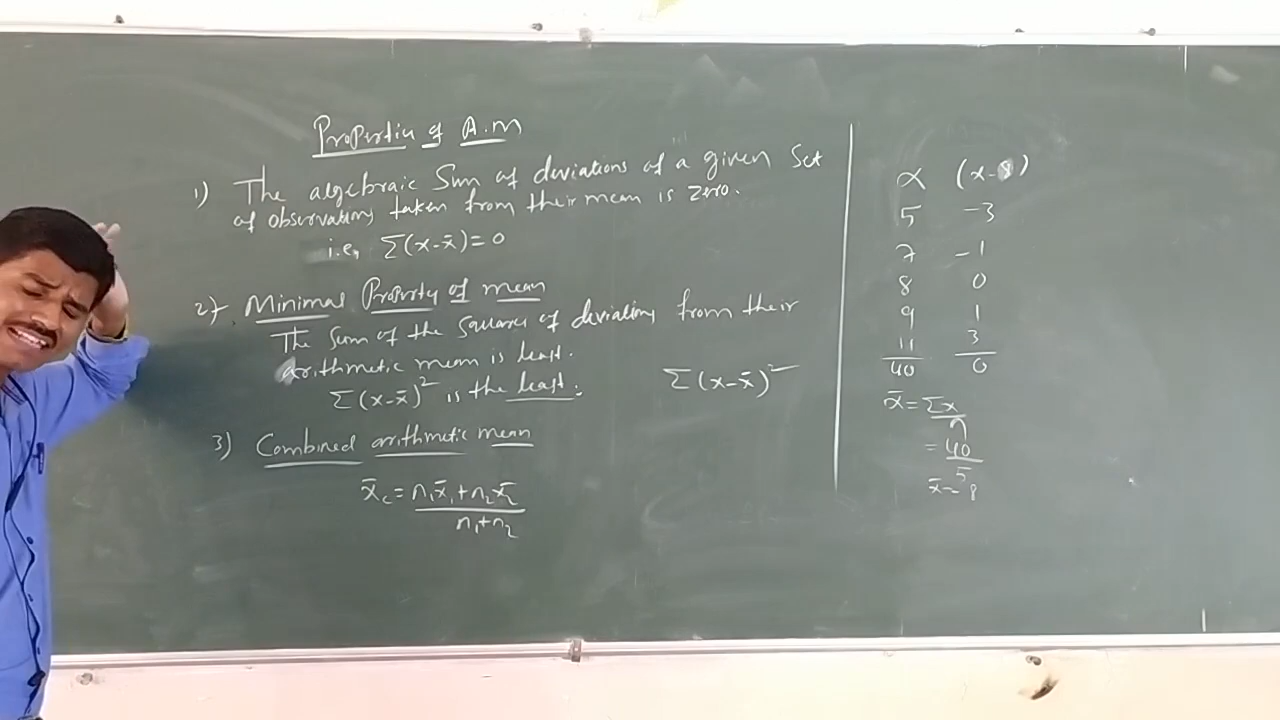 Properties of A.M
1) The algebraic Sum of deviations of a given Set
of observations taken from their mean is zero.
i.e, Σ(x-x̄)=0
2) Minimal Property of mean
The Sum of the Squares of deviations from their
arithmetic mean is least.
Σ(x-x̄)² is the least.
Σ(x-x̄)²
3) Combined arithmetic mean
x̄c = n₁x̄₁+n₂x̄₂
n₁+n₂
x (x-8)
5 -3
7 -1
8 0
9 1
11 3
40 0
x̄ = Σx
n
= 40
5
x̄ = 8